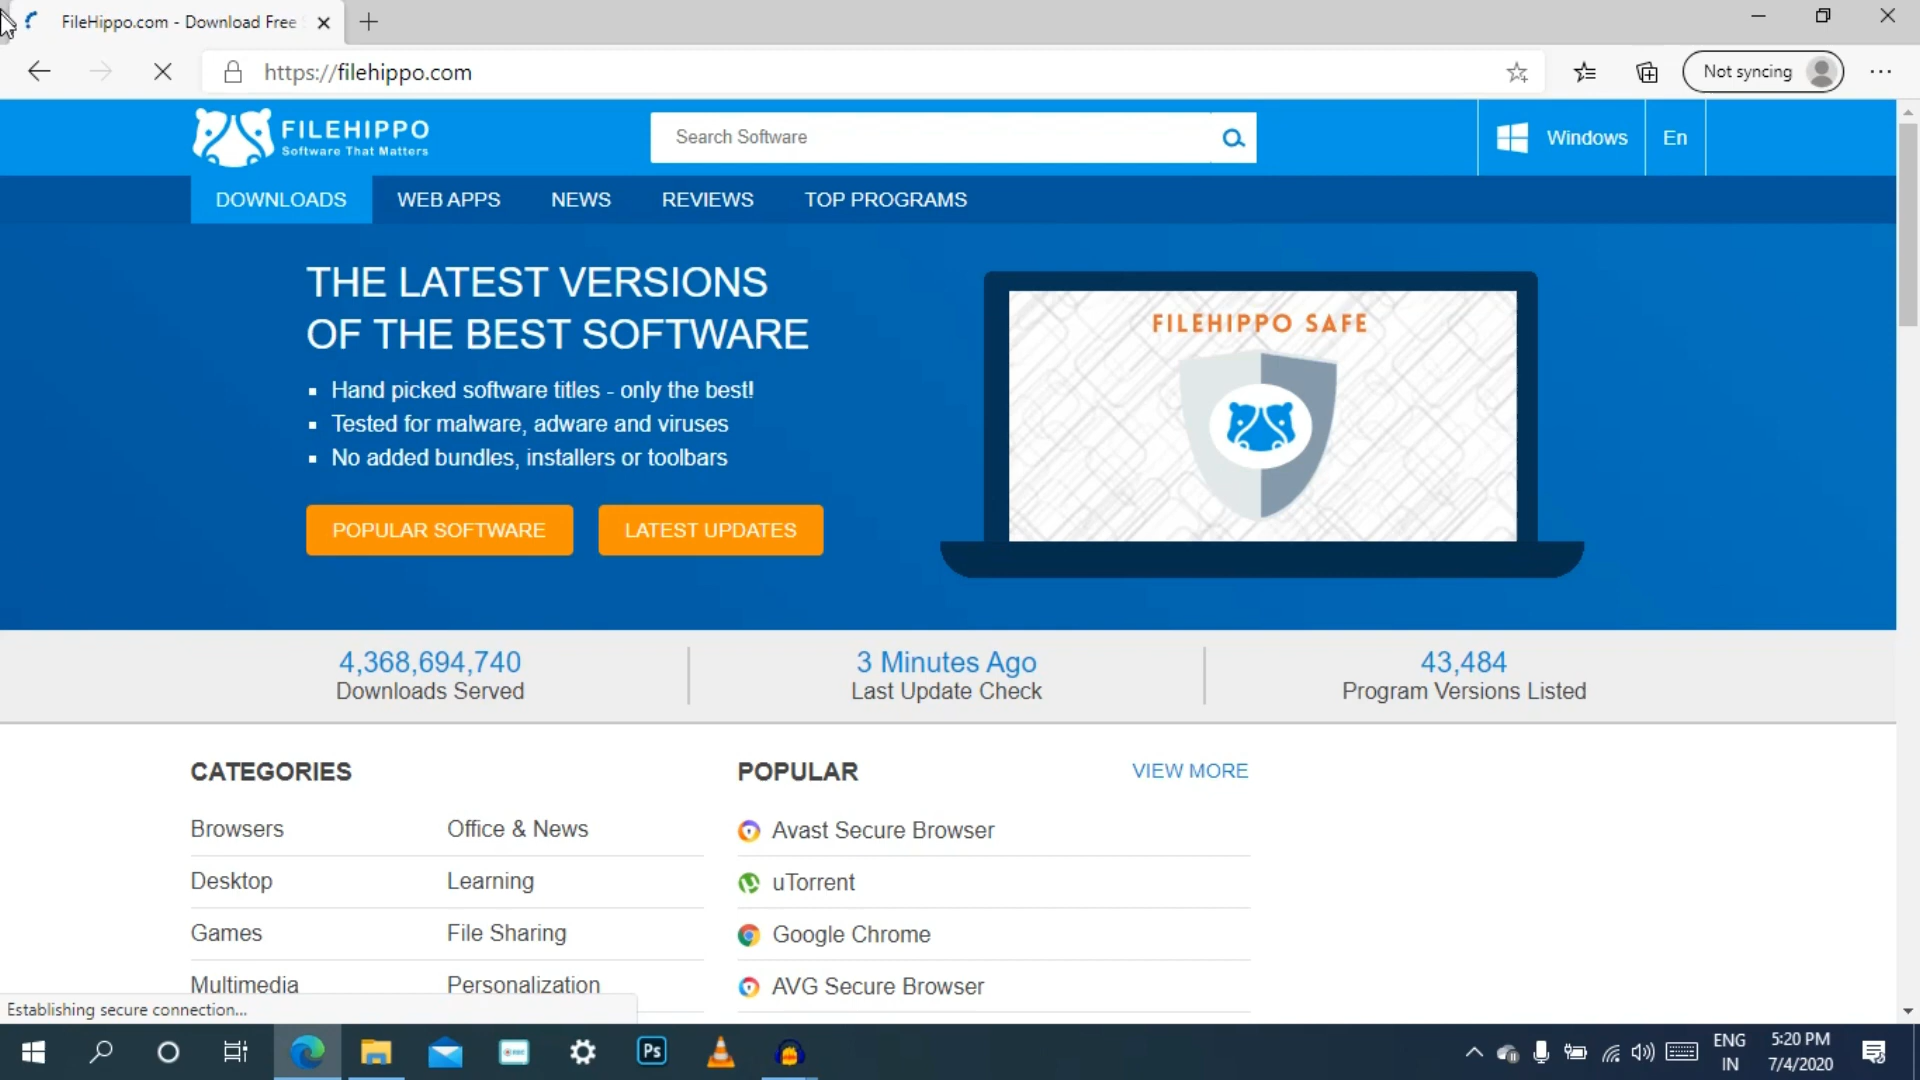 FileHippo.com - Download Free
https://filehippo.com
Not syncing
FILEHIPPO
Software That Matters
Search Software
Windows
En
DOWNLOADS
WEB APPS
NEWS
REVIEWS
TOP PROGRAMS
THE LATEST VERSIONS
OF THE BEST SOFTWARE
Hand picked software titles - only the best!
Tested for malware, adware and viruses
No added bundles, installers or toolbars
POPULAR SOFTWARE
LATEST UPDATES
FILEHIPPO SAFE
4,368,694,740
Downloads Served
3 Minutes Ago
Last Update Check
43,484
Program Versions Listed
CATEGORIES
Browsers
Office & News
Desktop
Learning
Games
File Sharing
Multimedia
Personalization
POPULAR
VIEW MORE
Avast Secure Browser
uTorrent
Google Chrome
AVG Secure Browser
Establishing secure connection...
Ps
ENG
IN
5:20 PM
7/4/2020